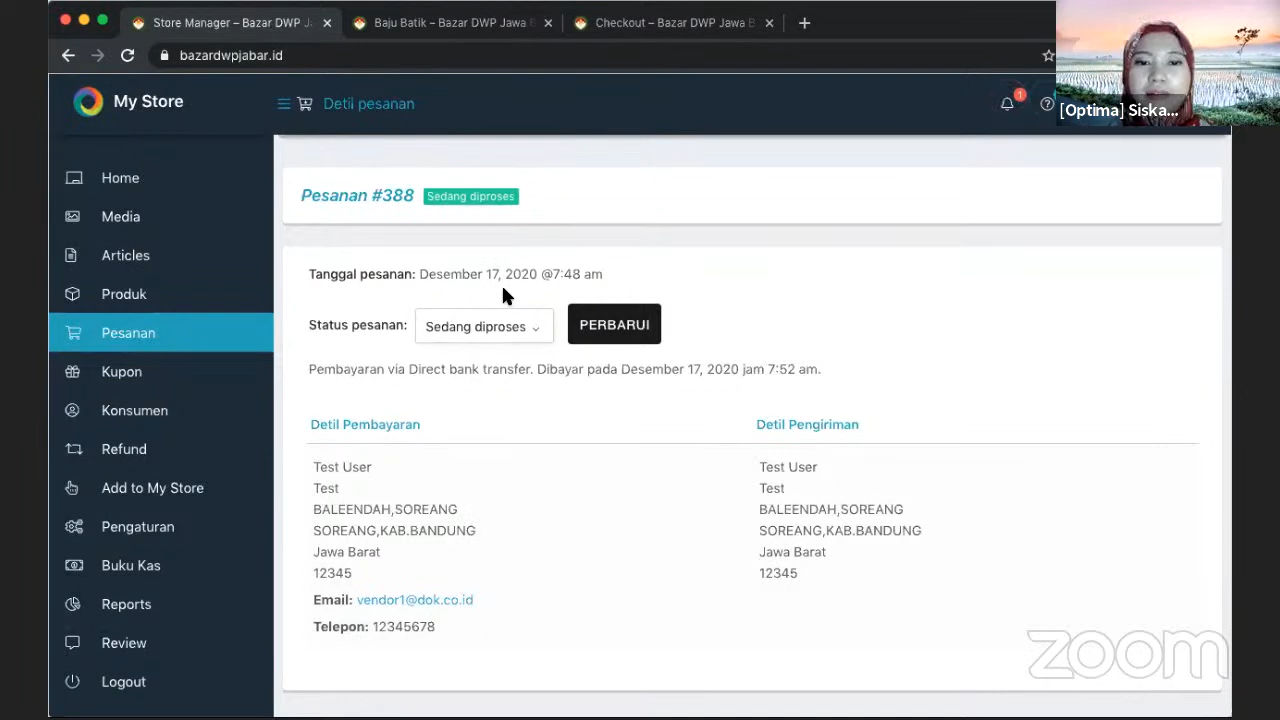 Store Manager – Bazar DWP J
Baju Batik – Bazar DWP Jawa
Checkout – Bazar DWP Jawa B
bazardwpjabar.id
[Optima] Siska...
My Store
Detil pesanan
1
Home
Media
Articles
Produk
Pesanan
Kupon
Konsumen
Refund
Add to My Store
Pengaturan
Buku Kas
Reports
Review
Logout
Pesanan #388 Sedang diproses
Tanggal pesanan: Desember 17, 2020 @7:48 am
Status pesanan: Sedang diproses PERBARUI
Pembayaran via Direct bank transfer. Dibayar pada Desember 17, 2020 jam 7:52 am.
Detil Pembayaran
Test User
Test
BALEENDAH,SOREANG
SOREANG,KAB.BANDUNG
Jawa Barat
12345
Email: vendor1@dok.co.id
Telepon: 12345678
Detil Pengiriman
Test User
Test
BALEENDAH,SOREANG
SOREANG,KAB.BANDUNG
Jawa Barat
12345
zoom